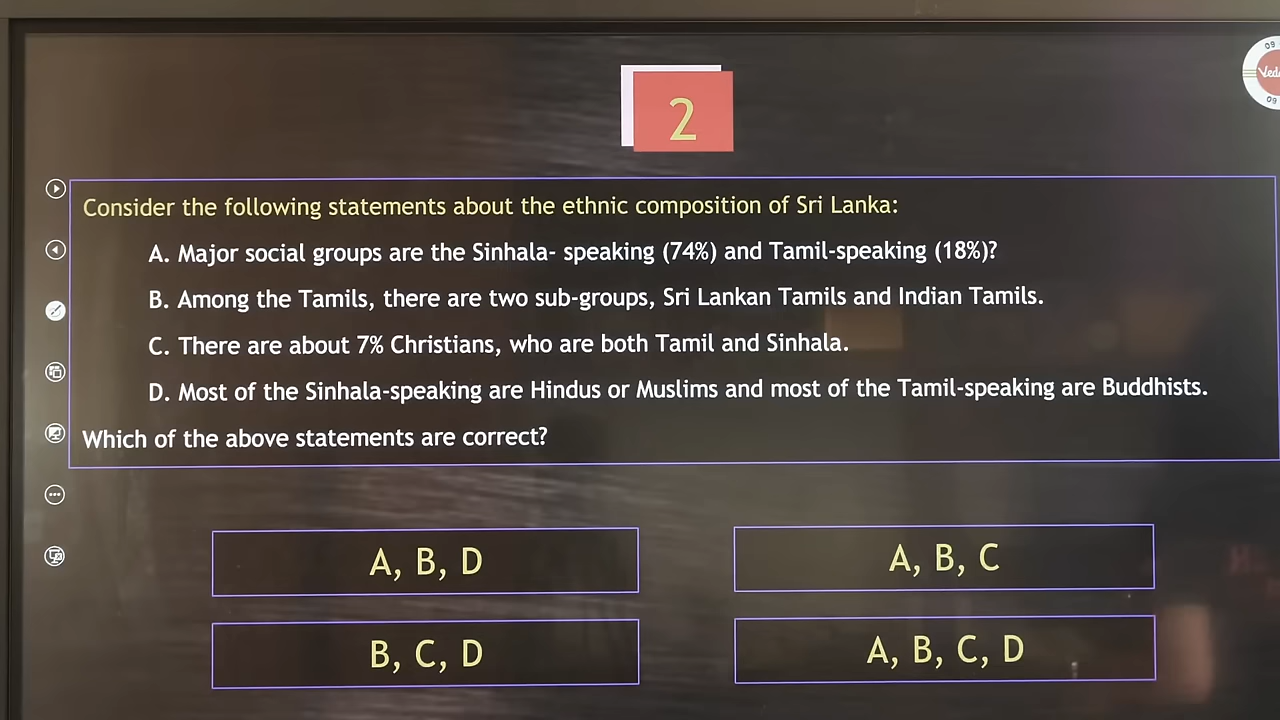 2
Consider the following statements about the ethnic composition of Sri Lanka:
A. Major social groups are the Sinhala- speaking (74%) and Tamil-speaking (18%)?
B. Among the Tamils, there are two sub-groups, Sri Lankan Tamils and Indian Tamils.
C. There are about 7% Christians, who are both Tamil and Sinhala.
D. Most of the Sinhala-speaking are Hindus or Muslims and most of the Tamil-speaking are Buddhists.
Which of the above statements are correct?
A, B, D
A, B, C
B, C, D
A, B, C, D
09
09